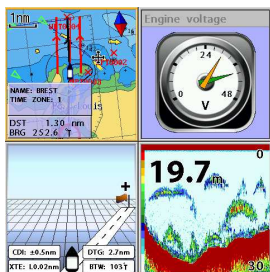 1nm
NAME: BREST
TIME ZONE: 1
DST 1.30 nm
BRG 252.6 °T
Engine voltage
24
0
48
V
CDI: ±0.5nm
DTG: 2.7nm
XTE: L0.02nm
BTW: 103°T
0
19.7m
30